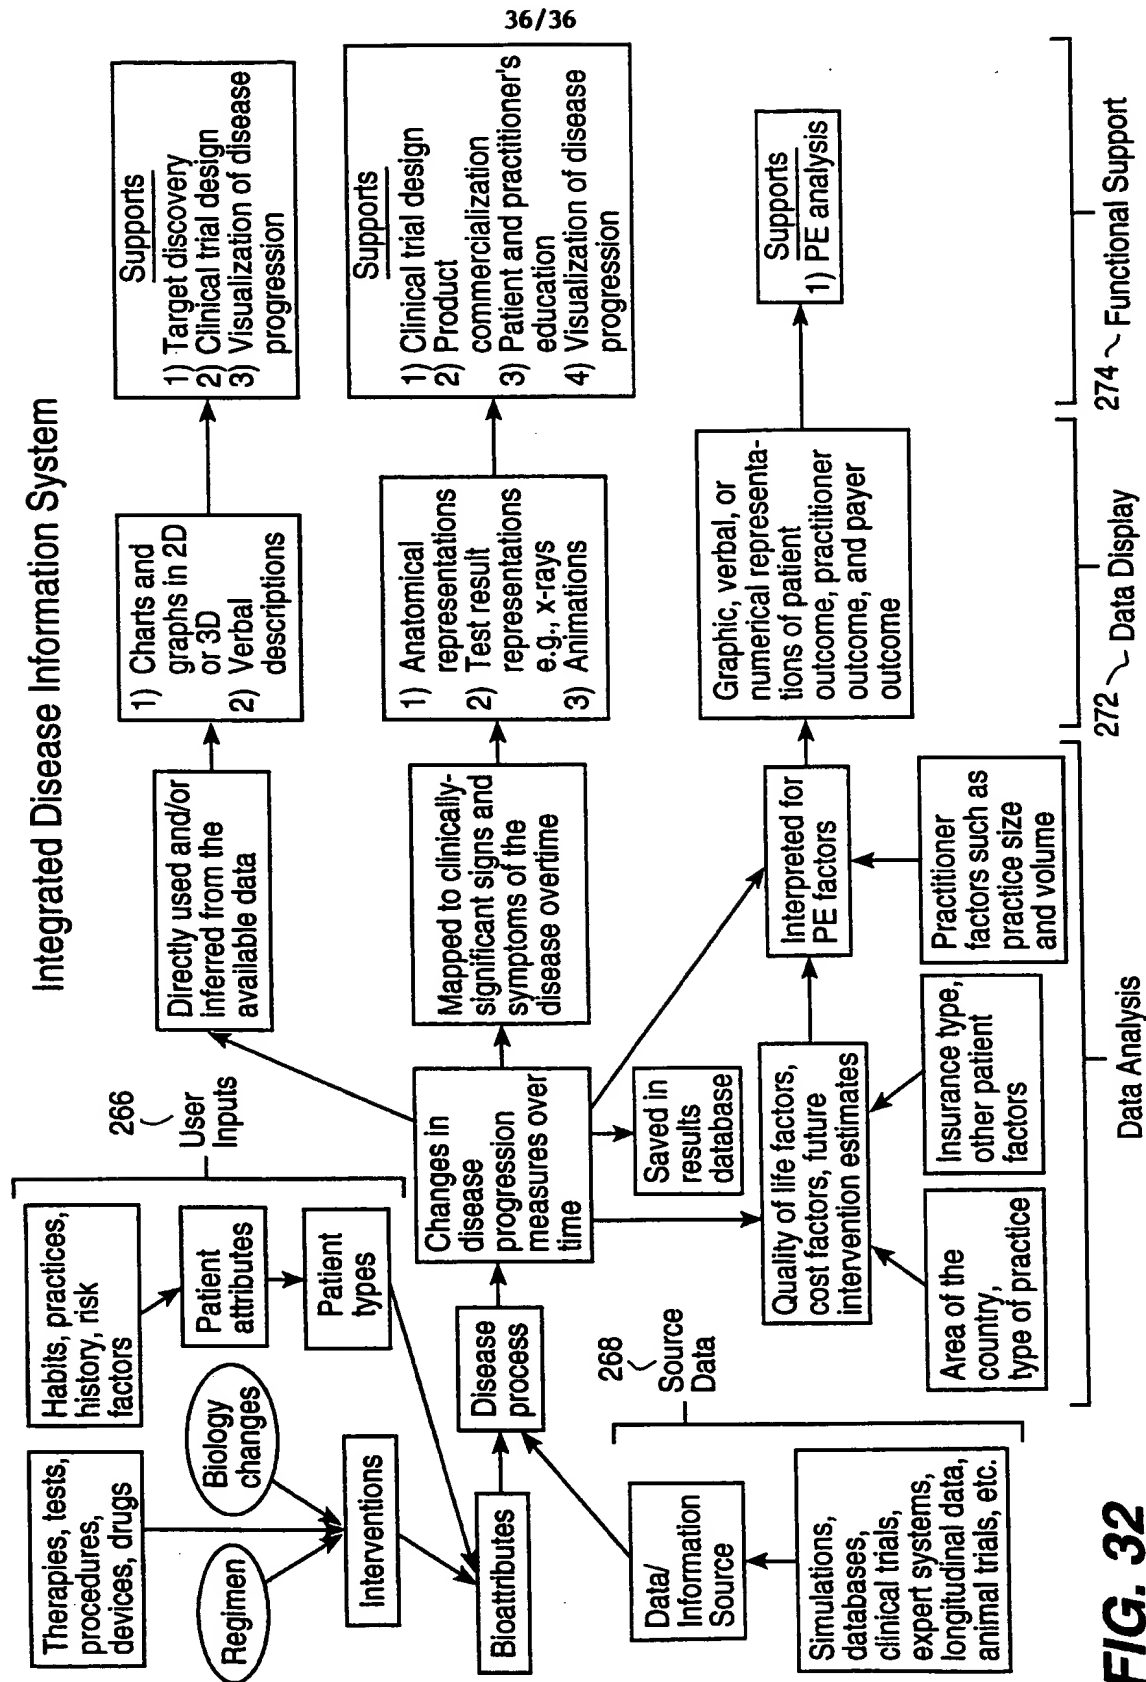 36/36
Integrated Disease Information System
Therapies, tests,
procedures,
devices, drugs
Habits, practices,
history, risk
factors
266
User
Inputs
Regimen
Biology
changes
Patient
attributes
Interventions
Patient
types
Bioattributes
Disease
process
Changes in
disease
progression
measures over
time
Directly used and/or
inferred from the
available data
1) Charts and
graphs in 2D
or 3D
2) Verbal
descriptions
Supports
1) Target discovery
2) Clinical trial design
3) Visualization of disease
progression
Mapped to clinically-
significant signs and
symptoms of the
disease overtime
1) Anatomical
representations
2) Test result
representations
e.g., x-rays
3) Animations
Supports
1) Clinical trial design
2) Product
commercialization
3) Patient and practitioner's
education
4) Visualization of disease
progression
Data/
Information
Source
268
Source
Data
Simulations,
databases,
clinical trials,
expert systems,
longitudinal data,
animal trials, etc.
Saved in
results
database
Quality of life factors,
cost factors, future
intervention estimates
Interpreted for
PE factors
Graphic, verbal, or
numerical representa-
tions of patient
outcome, practitioner
outcome, and payer
outcome
Supports
1) PE analysis
Area of the
country,
type of practice
Insurance type,
other patient
factors
Practitioner
factors such as
practice size
and volume
Data Analysis
272 Data Display
274 Functional Support
FIG. 32